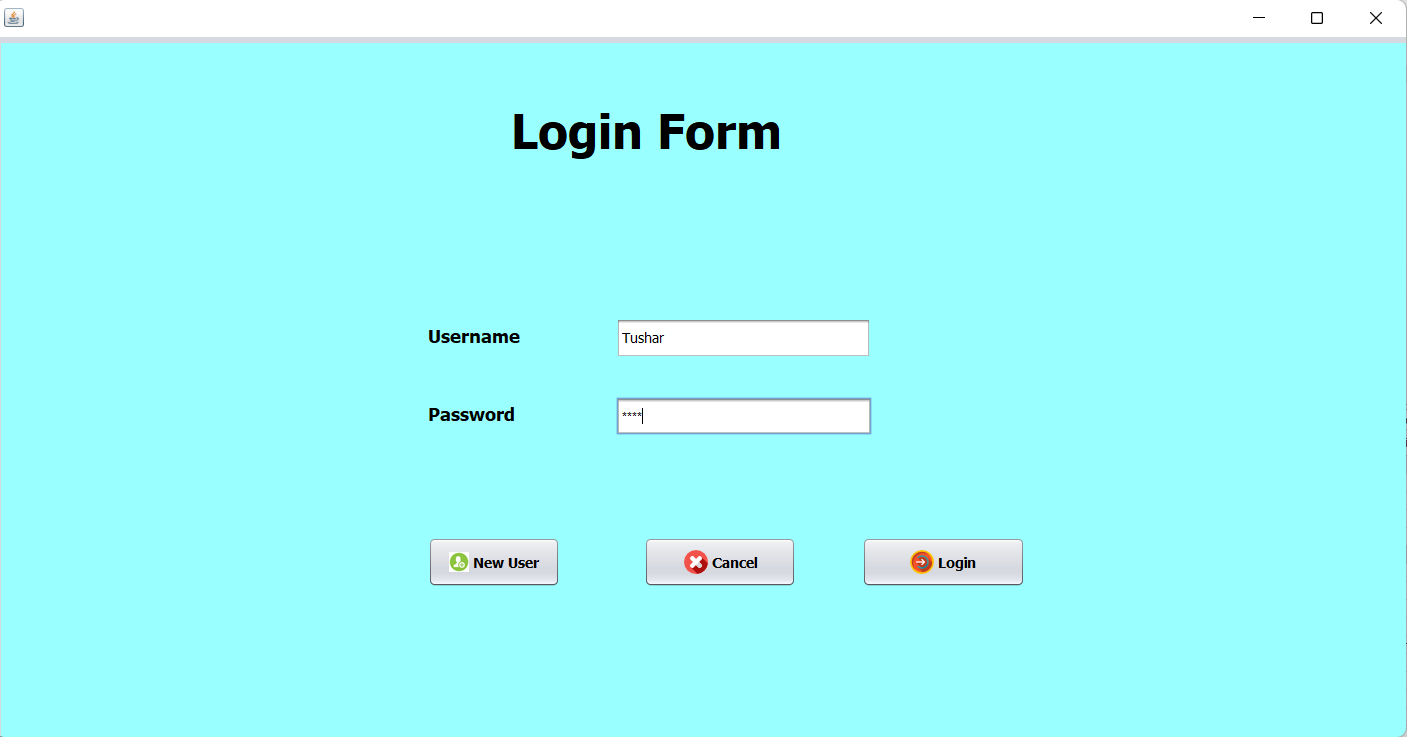 Login Form
Username Tushar
Password ****
New User Cancel Login